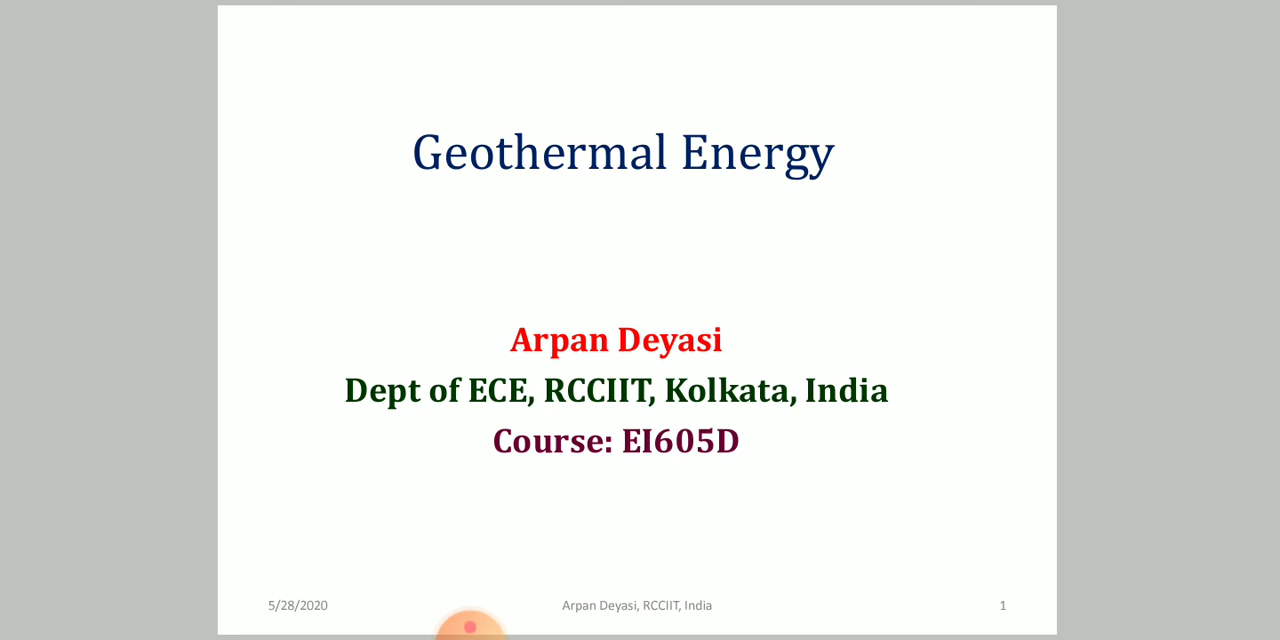 Geothermal Energy
Arpan Deyasi
Dept of ECE, RCCIIT, Kolkata, India
Course: EI605D
5/28/2020 Arpan Deyasi, RCCIIT, India 1